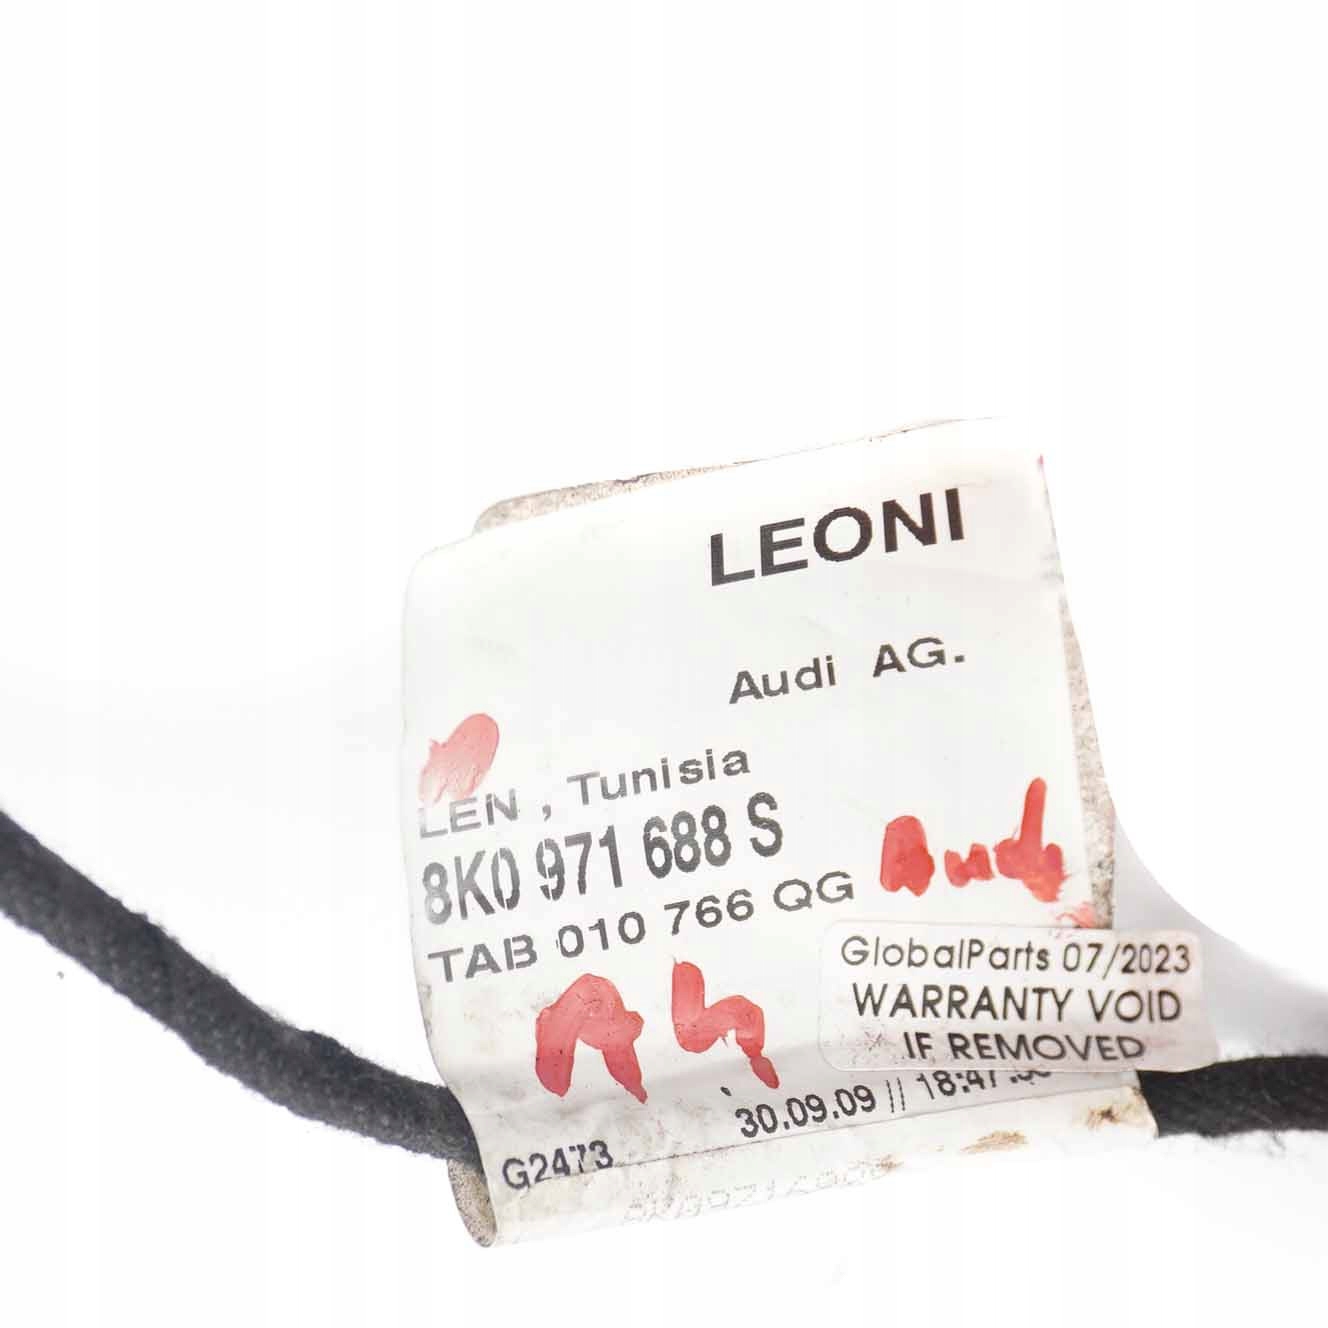 LEONI
Audi AG.
LEN , Tunisia
8K0 971 688 S
TAB 010 766 QG
Audi
A4
GlobalParts 07/2023
WARRANTY VOID
IF REMOVED
30.09.09 // 18:47
G2473